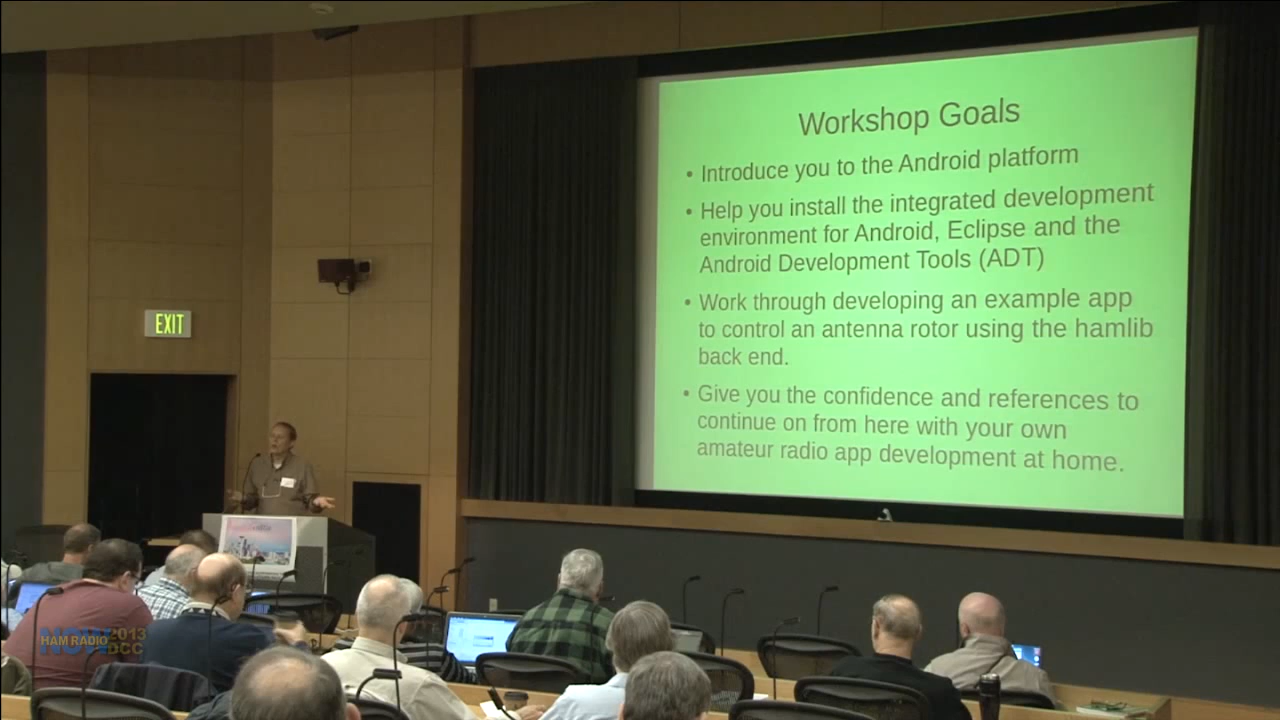 Workshop Goals
• Introduce you to the Android platform
• Help you install the integrated development
environment for Android, Eclipse and the
Android Development Tools (ADT)
• Work through developing an example app
to control an antenna rotor using the hamlib
back end.
• Give you the confidence and references to
continue on from here with your own
amateur radio app development at home.
EXIT
HAM RADIO
NOW
2013
DCC